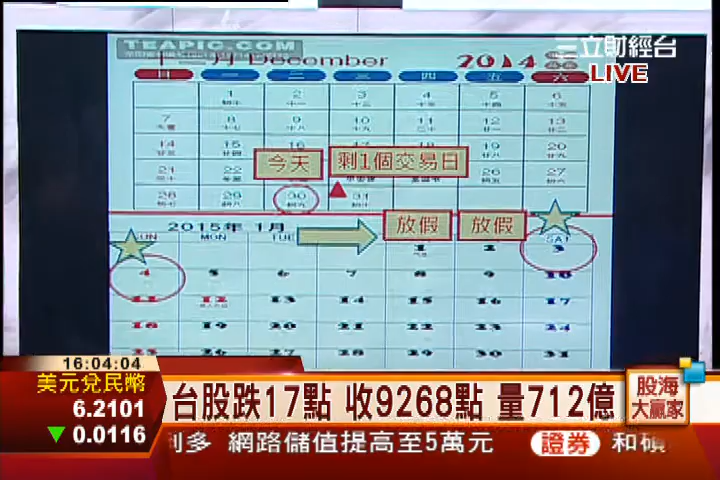 TEAPIC.COM
十二月 December 2014
三立財經台
LIVE
日 一 二 三 四 五 六
1 2 3 4 5 6
7 8 9 10 11 12 13
14 15 16 17 19 20
21 22 26 27
28 29 30 31
今天
剩1個交易日
放假 放假
2015年 1月
SUN MON TUE SAT
1 2 3
4 5 6 7 8 9 10
11 12 13 14 15 16 17
18 19 20 21 22 23 24
25 26 27 28 29 30 31
16:04:04
美元兌民幣
6.2101
▼0.0116
台股跌17點 收9268點 量712億
股海
大贏家
利多 網路儲值提高至5萬元 證券 和碩